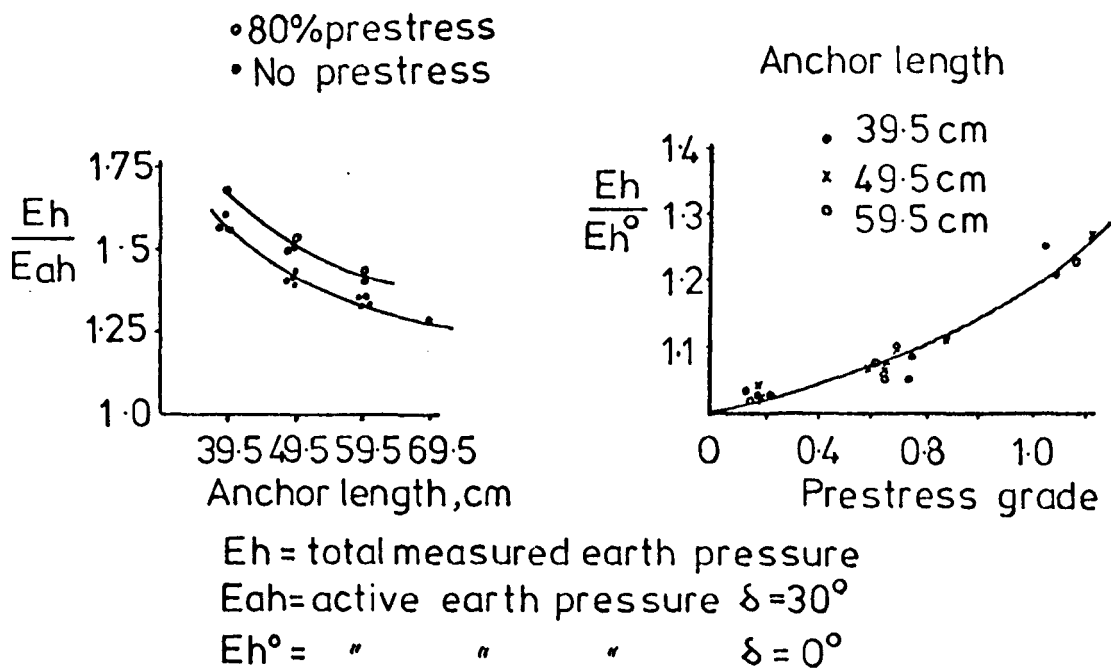 ∘ 80% prestress
• No prestress
Eh
Eah
1·75
1·5
1·25
1·0
39·5 49·5 59·5 69·5
Anchor length, cm
Anchor length
• 39·5 cm
x 49·5 cm
o 59·5 cm
Eh
Eh°
1·4
1·3
1·2
1·1
0 0·4 0·8 1·0
Prestress grade
Eh = total measured earth pressure
Eah = active earth pressure δ = 30°
Eh° = " " " δ = 0°